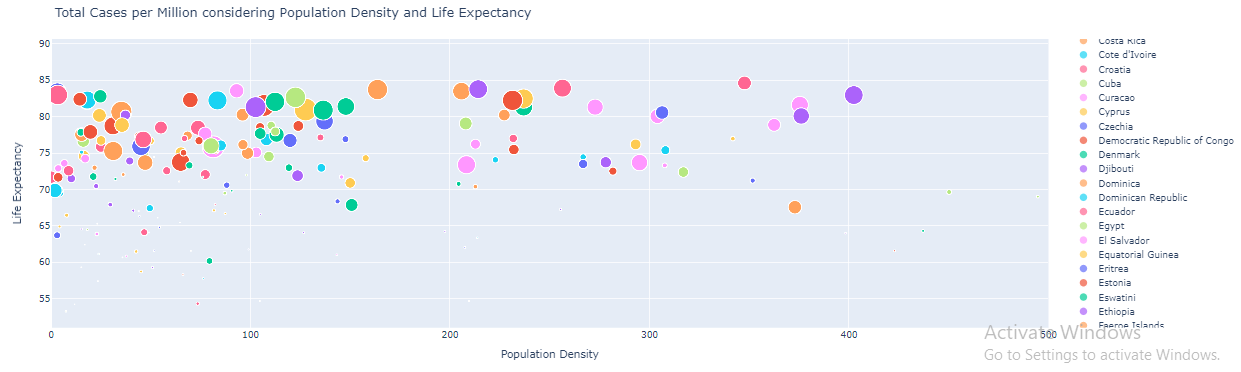 Total Cases per Million considering Population Density and Life Expectancy
90
85
80
75
70
65
60
55
Life Expectancy
0
100
200
300
400
500
Population Density
Costa Rica
Cote d'Ivoire
Croatia
Cuba
Curacao
Cyprus
Czechia
Democratic Republic of Congo
Denmark
Djibouti
Dominica
Dominican Republic
Ecuador
Egypt
El Salvador
Equatorial Guinea
Eritrea
Estonia
Eswatini
Ethiopia
Faeroe Islands
Activate Windows
Go to Settings to activate Windows.